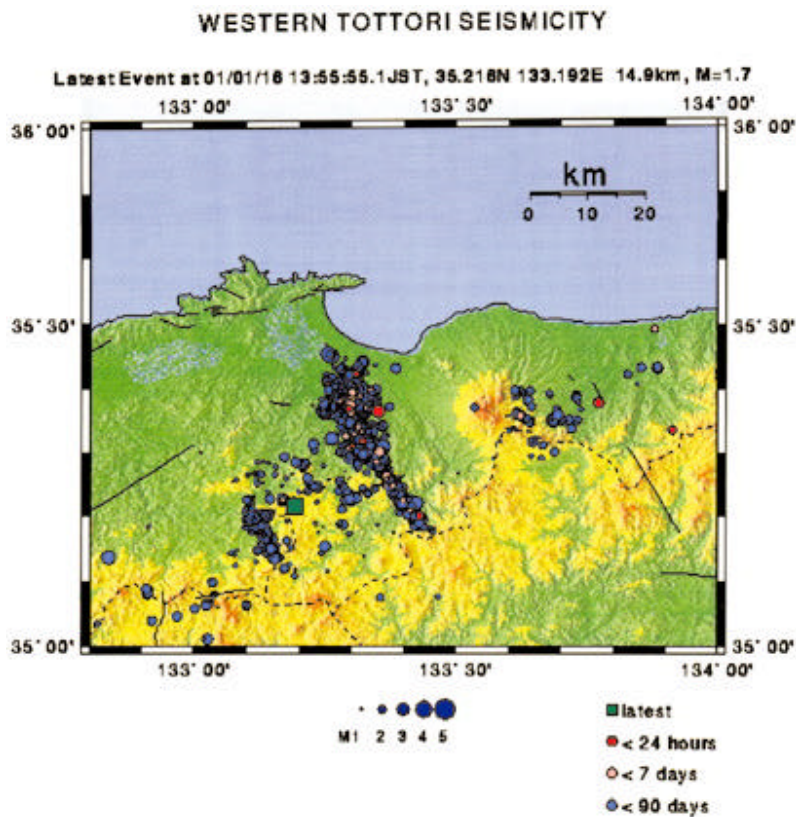 WESTERN TOTTORI SEISMICITY
Latest Event at 01/01/16 13:55:55.1JST, 35.216N 133.192E 14.9km, M=1.7
133° 00' 133° 30' 134° 00'
36° 00' 36° 00'
km
0 10 20
35° 30' 35° 30'
35° 00' 35° 00'
133° 00' 133° 30' 134° 00'
M1 2 3 4 5
latest
< 24 hours
< 7 days
< 90 days